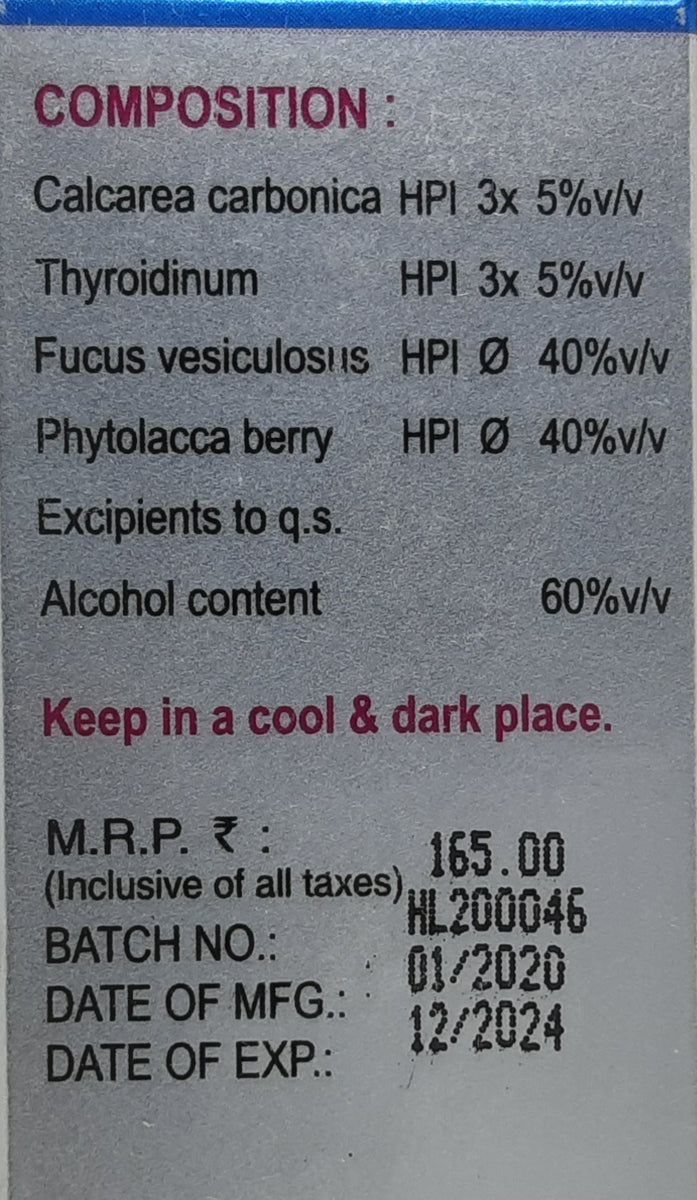 COMPOSITION :
Calcarea carbonica HPI 3x 5%v/v
Thyroidinum HPI 3x 5%v/v
Fucus vesiculosus HPI Ø 40%v/v
Phytolacca berry HPI Ø 40%v/v
Excipients to q.s.
Alcohol content 60%v/v
Keep in a cool & dark place.
M.R.P. ₹ : 165.00
(Inclusive of all taxes)
BATCH NO.: HL200046
DATE OF MFG.: 01/2020
DATE OF EXP.: 12/2024